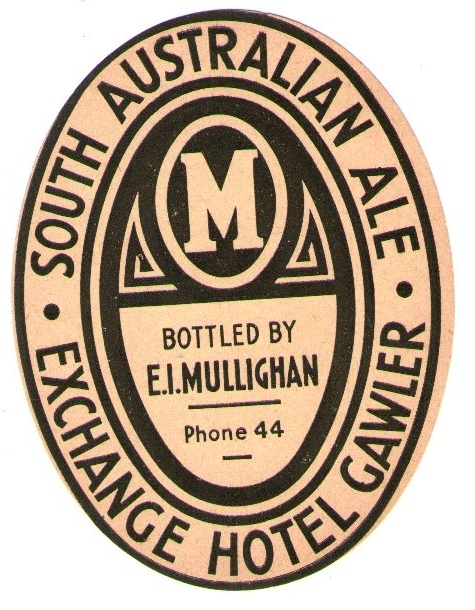 SOUTH AUSTRALIAN ALE
M
BOTTLED BY
E.I.MULLIGHAN
Phone 44
• EXCHANGE HOTEL GAWLER •